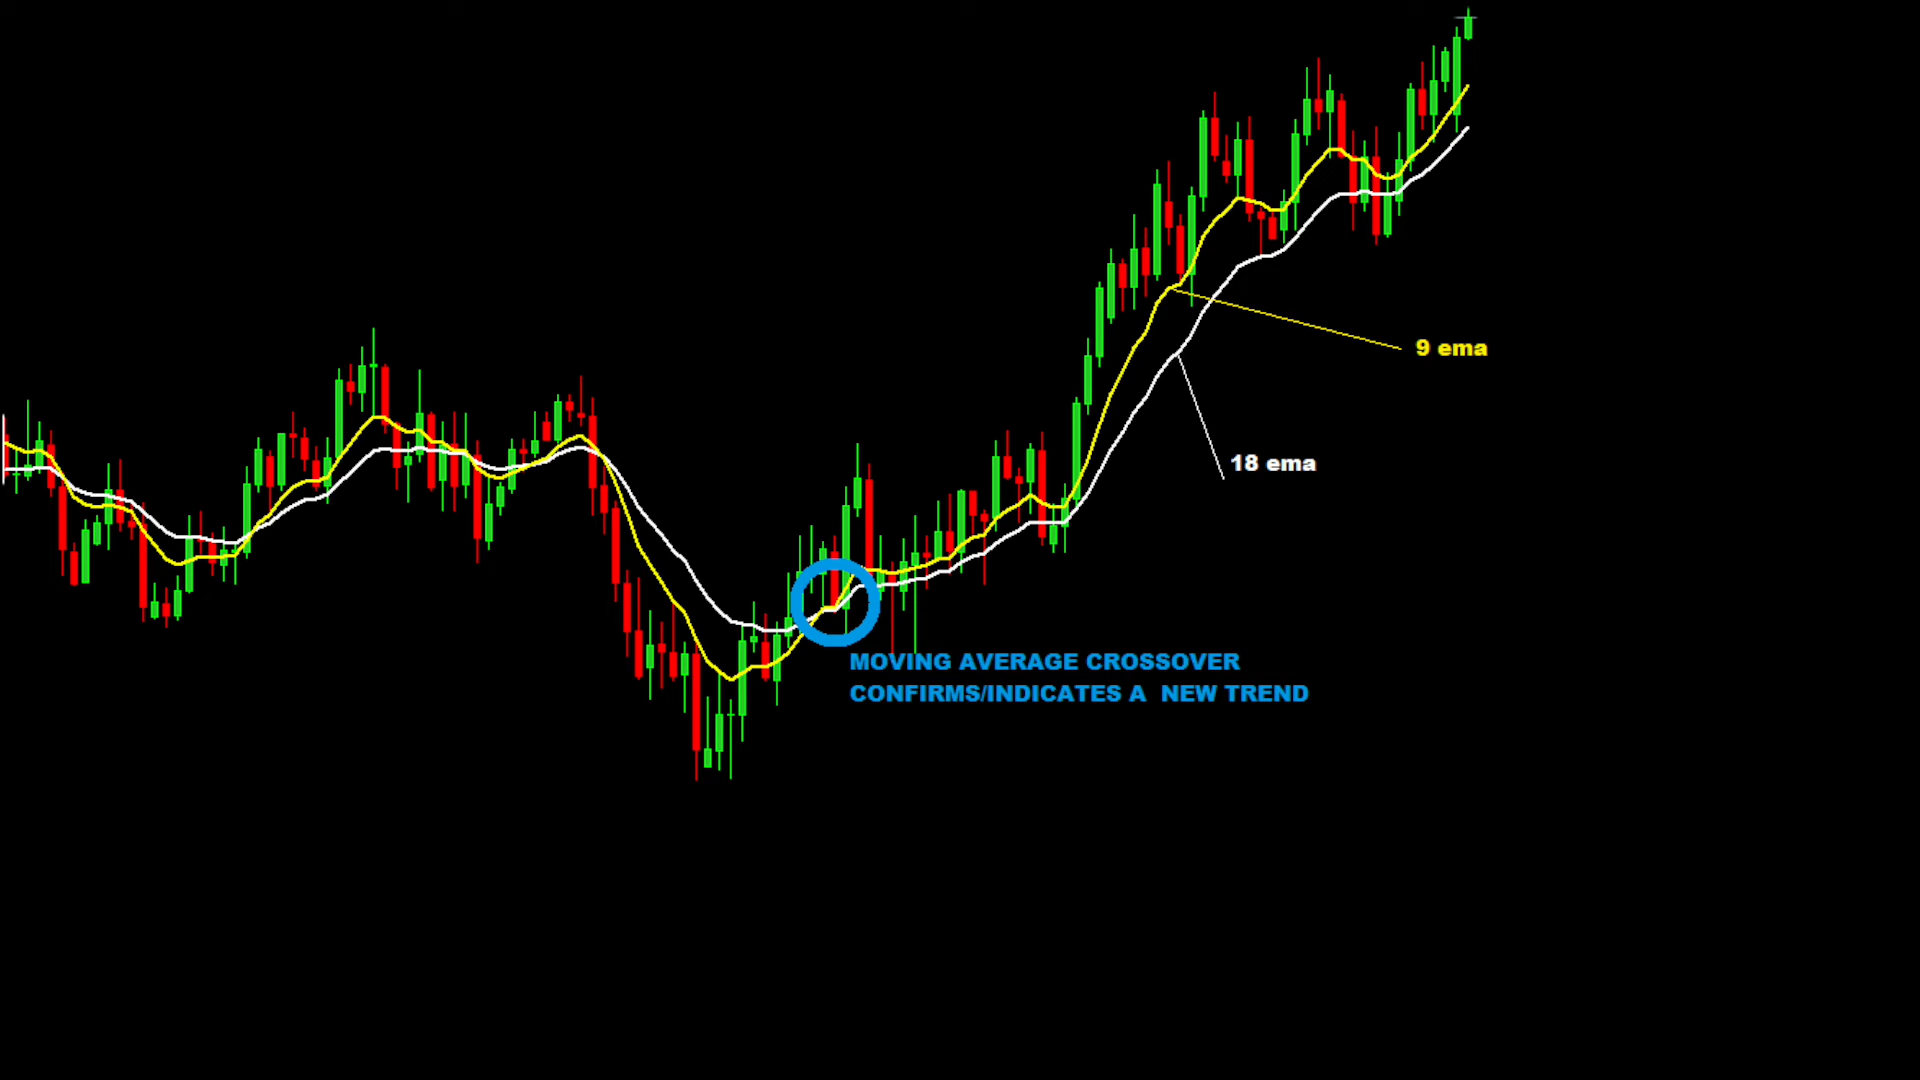 9 ema
18 ema
MOVING AVERAGE CROSSOVER
CONFIRMS/INDICATES A  NEW TREND